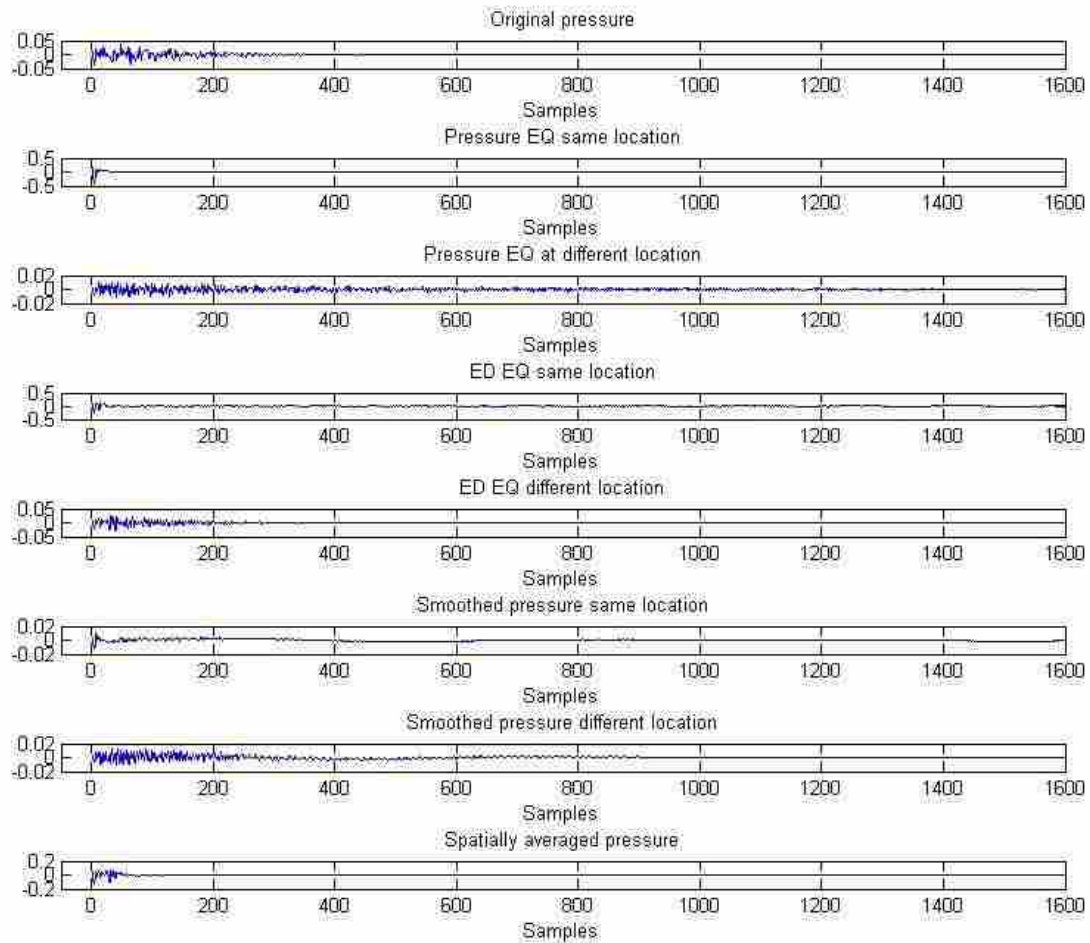 Original pressure
0.05
0
-0.05
0 200 400 600 800 1000 1200 1400 1600
Samples
Pressure EQ same location
0.5
0
-0.5
0 200 400 600 800 1000 1200 1400 1600
Samples
Pressure EQ at different location
0.02
0
-0.02
0 200 400 600 800 1000 1200 1400 1600
Samples
ED EQ same location
0.5
0
-0.5
0 200 400 600 800 1000 1200 1400 1600
Samples
ED EQ different location
0.05
0
-0.05
0 200 400 600 800 1000 1200 1400 1600
Samples
Smoothed pressure same location
0.02
0
-0.02
0 200 400 600 800 1000 1200 1400 1600
Samples
Smoothed pressure different location
0.02
0
-0.02
0 200 400 600 800 1000 1200 1400 1600
Samples
Spatially averaged pressure
0.2
0
-0.2
0 200 400 600 800 1000 1200 1400 1600
Samples